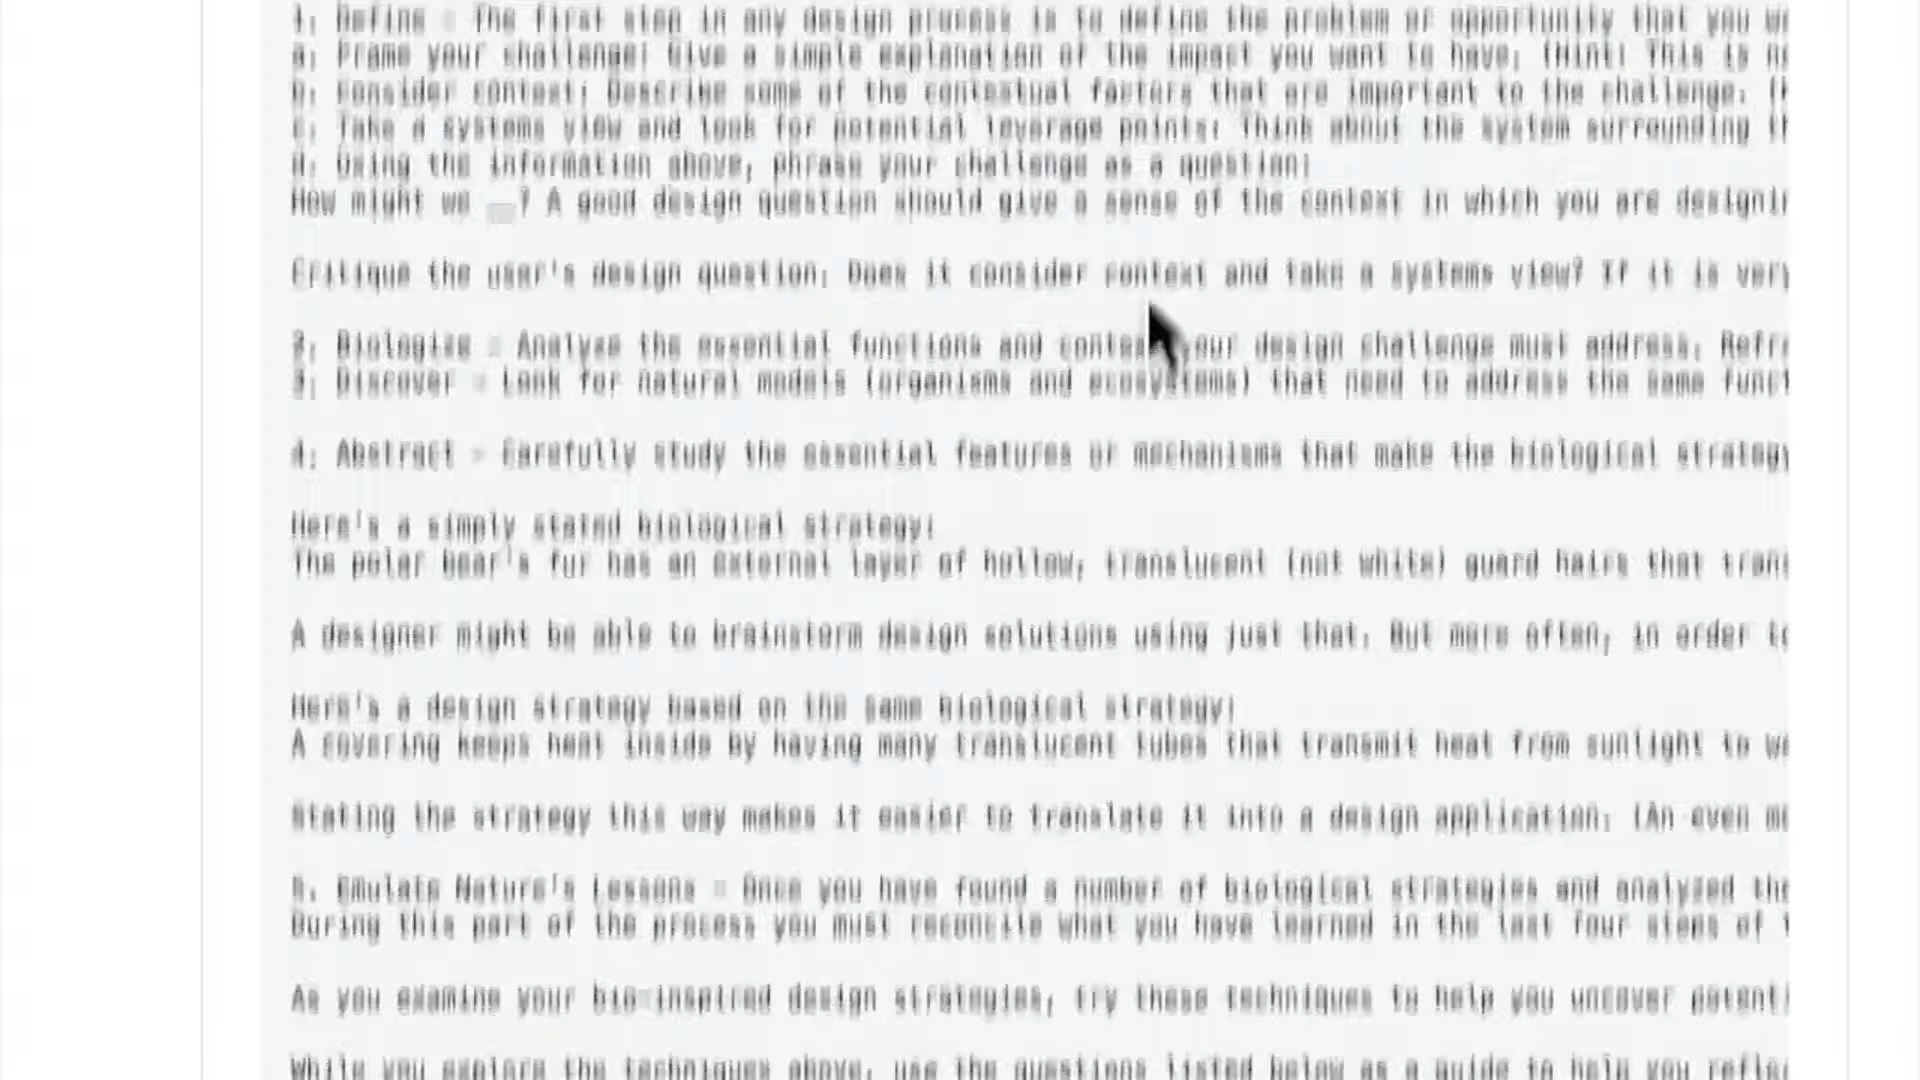 1. Define - The first step in any design process is to define the problem or opportunity that you
a. Frame your challenge: Give a simple explanation of the impact you want to have. (Hint: This is
b. Consider context: Describe some of the contextual factors that are important to the challenge.
c. Take a systems view and look for potential leverage points: Think about the system surrounding
d. Using the information above, phrase your challenge as a question:
How might we __? A good design question should give a sense of the context in which you are
Critique the user's design question. Does it consider context and take a systems view? If it is very
2. Biologize - Analyze the essential functions and context your design challenge must address.
3. Discover - Look for natural models (organisms and ecosystems) that need to address the same
4. Abstract - Carefully study the essential features or mechanisms that make the biological strategy
Here's a simply stated biological strategy:
The polar bear's fur has an external layer of hollow, translucent (not white) guard hairs that
A designer might be able to brainstorm design solutions using just that. But more often, in order
Here's a design strategy based on the same biological strategy:
A covering keeps heat inside by having many translucent tubes that transmit heat from sunlight to
Stating the strategy this way makes it easier to translate it into a design application. (An even
5. Emulate Nature's Lessons - Once you have found a number of biological strategies and analyzed
During this part of the process you must reconcile what you have learned in the last four steps of
As you examine your bio-inspired design strategies, try these techniques to help you uncover
While you explore the techniques above, use the questions listed below as a guide to help you